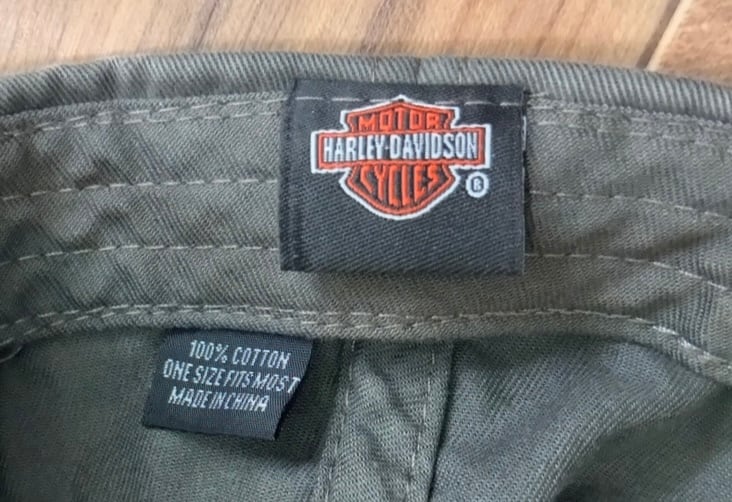 MOTOR
HARLEY-DAVIDSON
CYCLES
®
100% COTTON
ONE SIZE FITS MOST
MADE IN CHINA